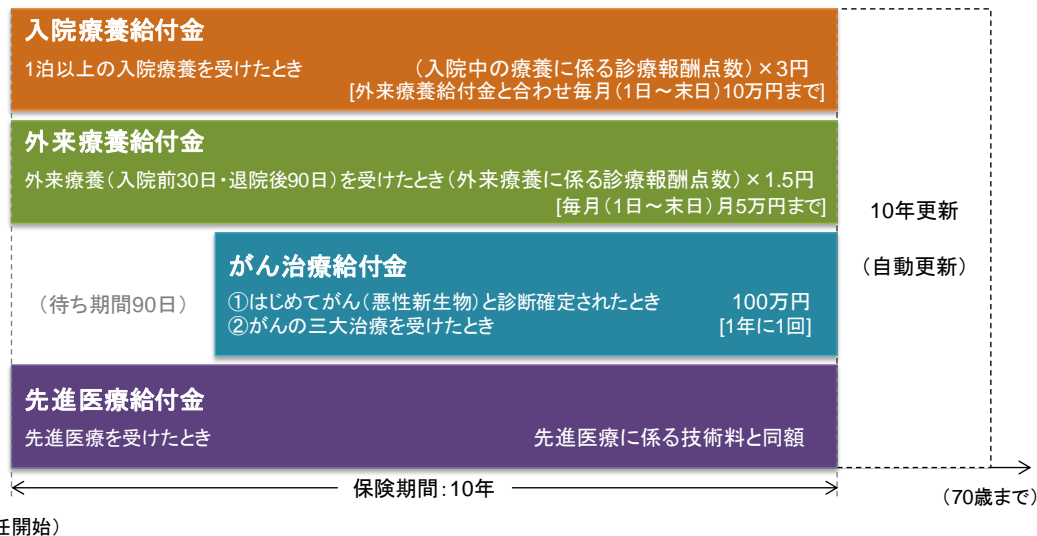 入院療養給付金
1泊以上の入院療養を受けたとき (入院中の療養に係る診療報酬点数)×3円
[外来療養給付金と合わせ毎月(1日~末日)10万円まで]
外来療養給付金
外来療養(入院前30日・退院後90日)を受けたとき(外来療養に係る診療報酬点数)×1.5円
[毎月(1日~末日)月5万円まで]
10年更新
(自動更新)
がん治療給付金
(待ち期間90日)
①はじめてがん(悪性新生物)と診断確定されたとき 100万円
②がんの三大治療を受けたとき [1年に1回]
先進医療給付金
先進医療を受けたとき 先進医療に係る技術料と同額
保険期間:10年
(70歳まで)
任開始)